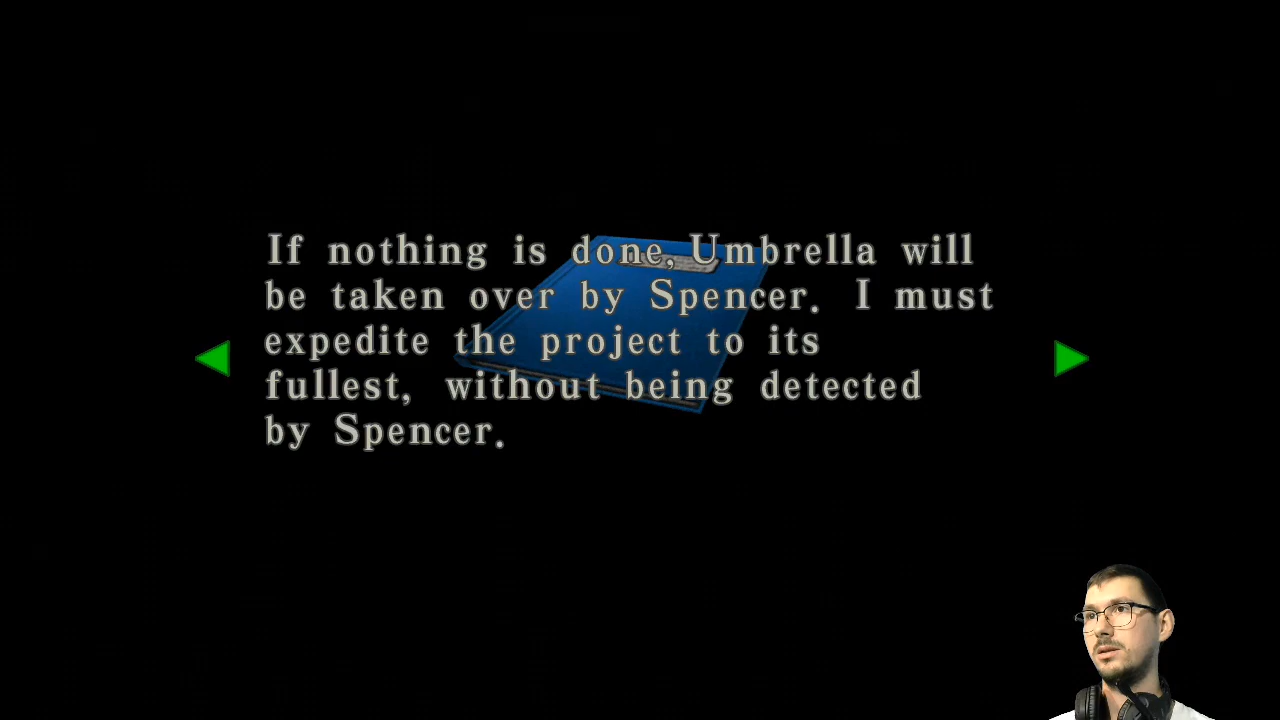 If nothing is done, Umbrella will
be taken over by Spencer. I must
expedite the project to its
fullest, without being detected
by Spencer.